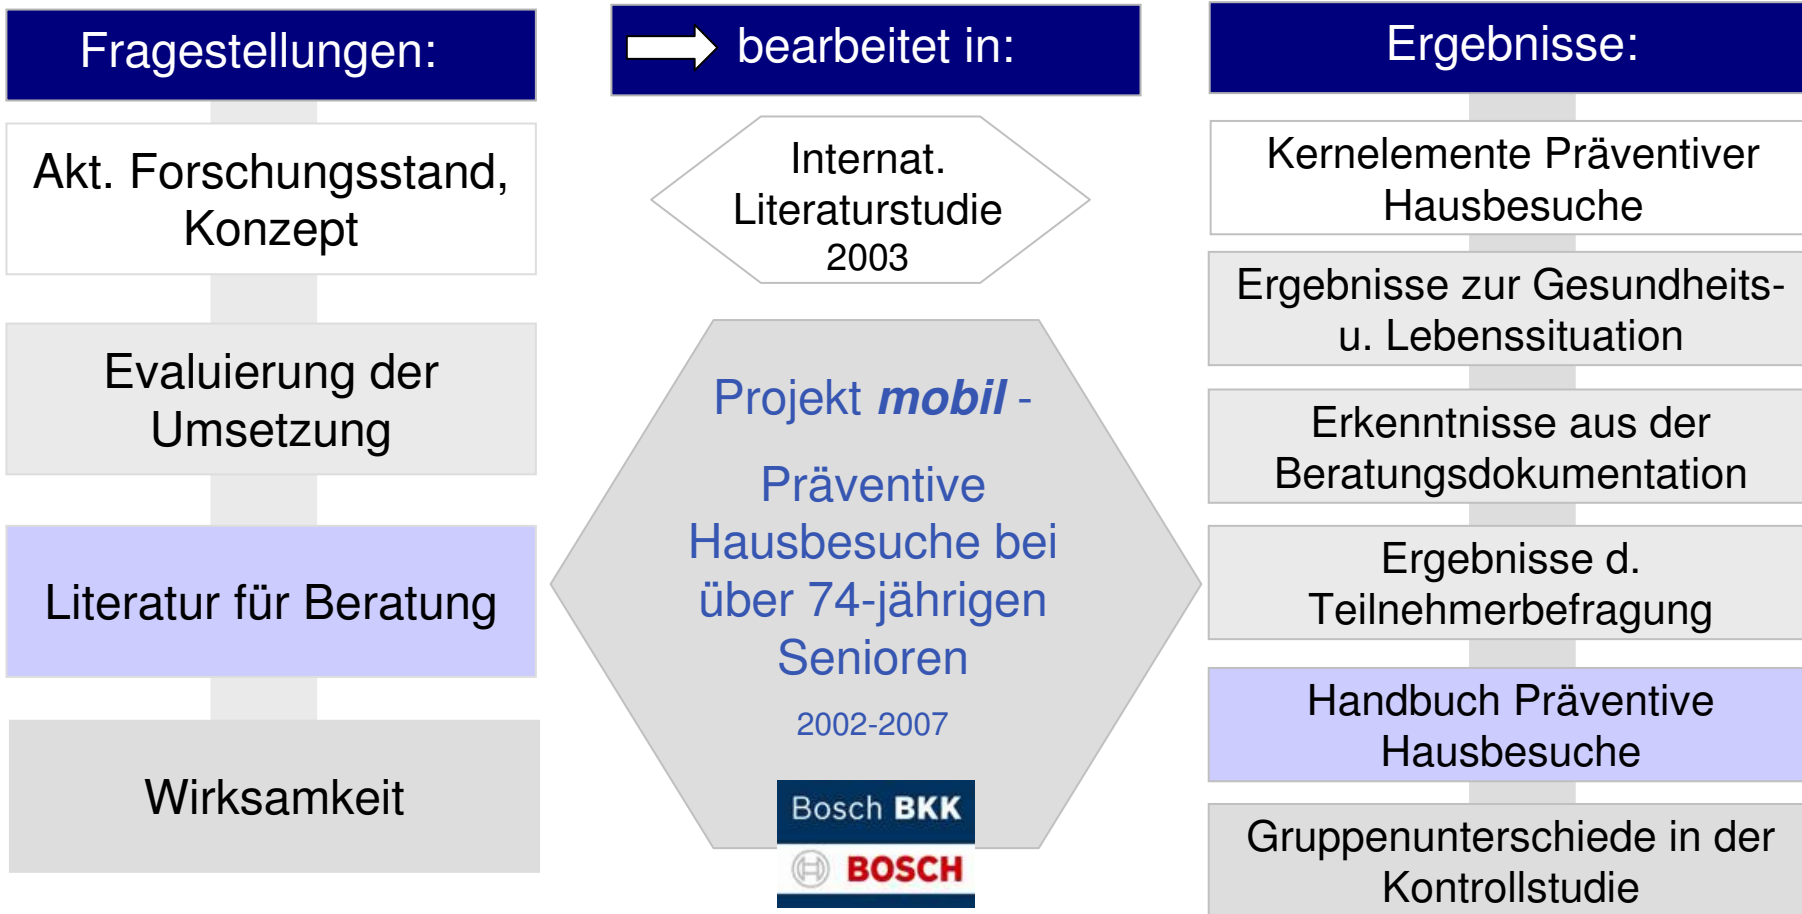 Fragestellungen:
Akt. Forschungsstand,
Konzept
Evaluierung der
Umsetzung
Literatur für Beratung
Wirksamkeit
bearbeitet in:
Internat.
Literaturstudie
2003
Projekt mobil -
Präventive
Hausbesuche bei
über 74-jährigen
Senioren
2002-2007
Bosch BKK
BOSCH
Ergebnisse:
Kernelemente Präventiver
Hausbesuche
Ergebnisse zur Gesundheits-
u. Lebenssituation
Erkenntnisse aus der
Beratungsdokumentation
Ergebnisse d.
Teilnehmerbefragung
Handbuch Präventive
Hausbesuche
Gruppenunterschiede in der
Kontrollstudie